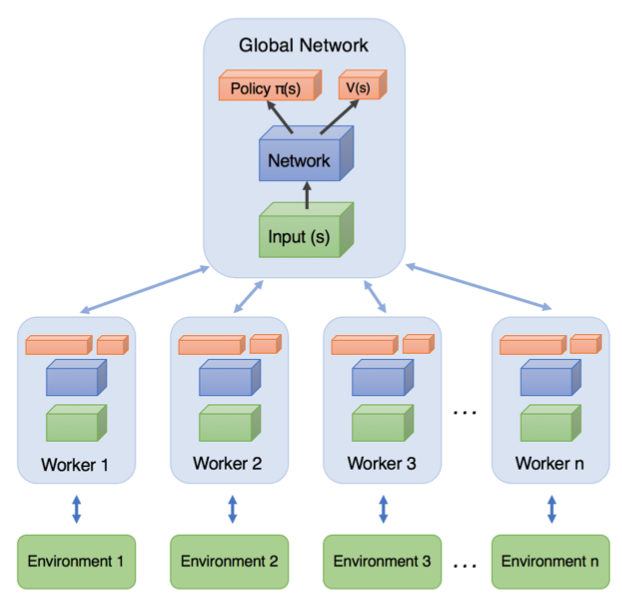 Global Network
Policy π(s) V(s)
Network
Input (s)
...
Worker 1 Worker 2 Worker 3 Worker n
Environment 1 Environment 2 Environment 3 ... Environment n